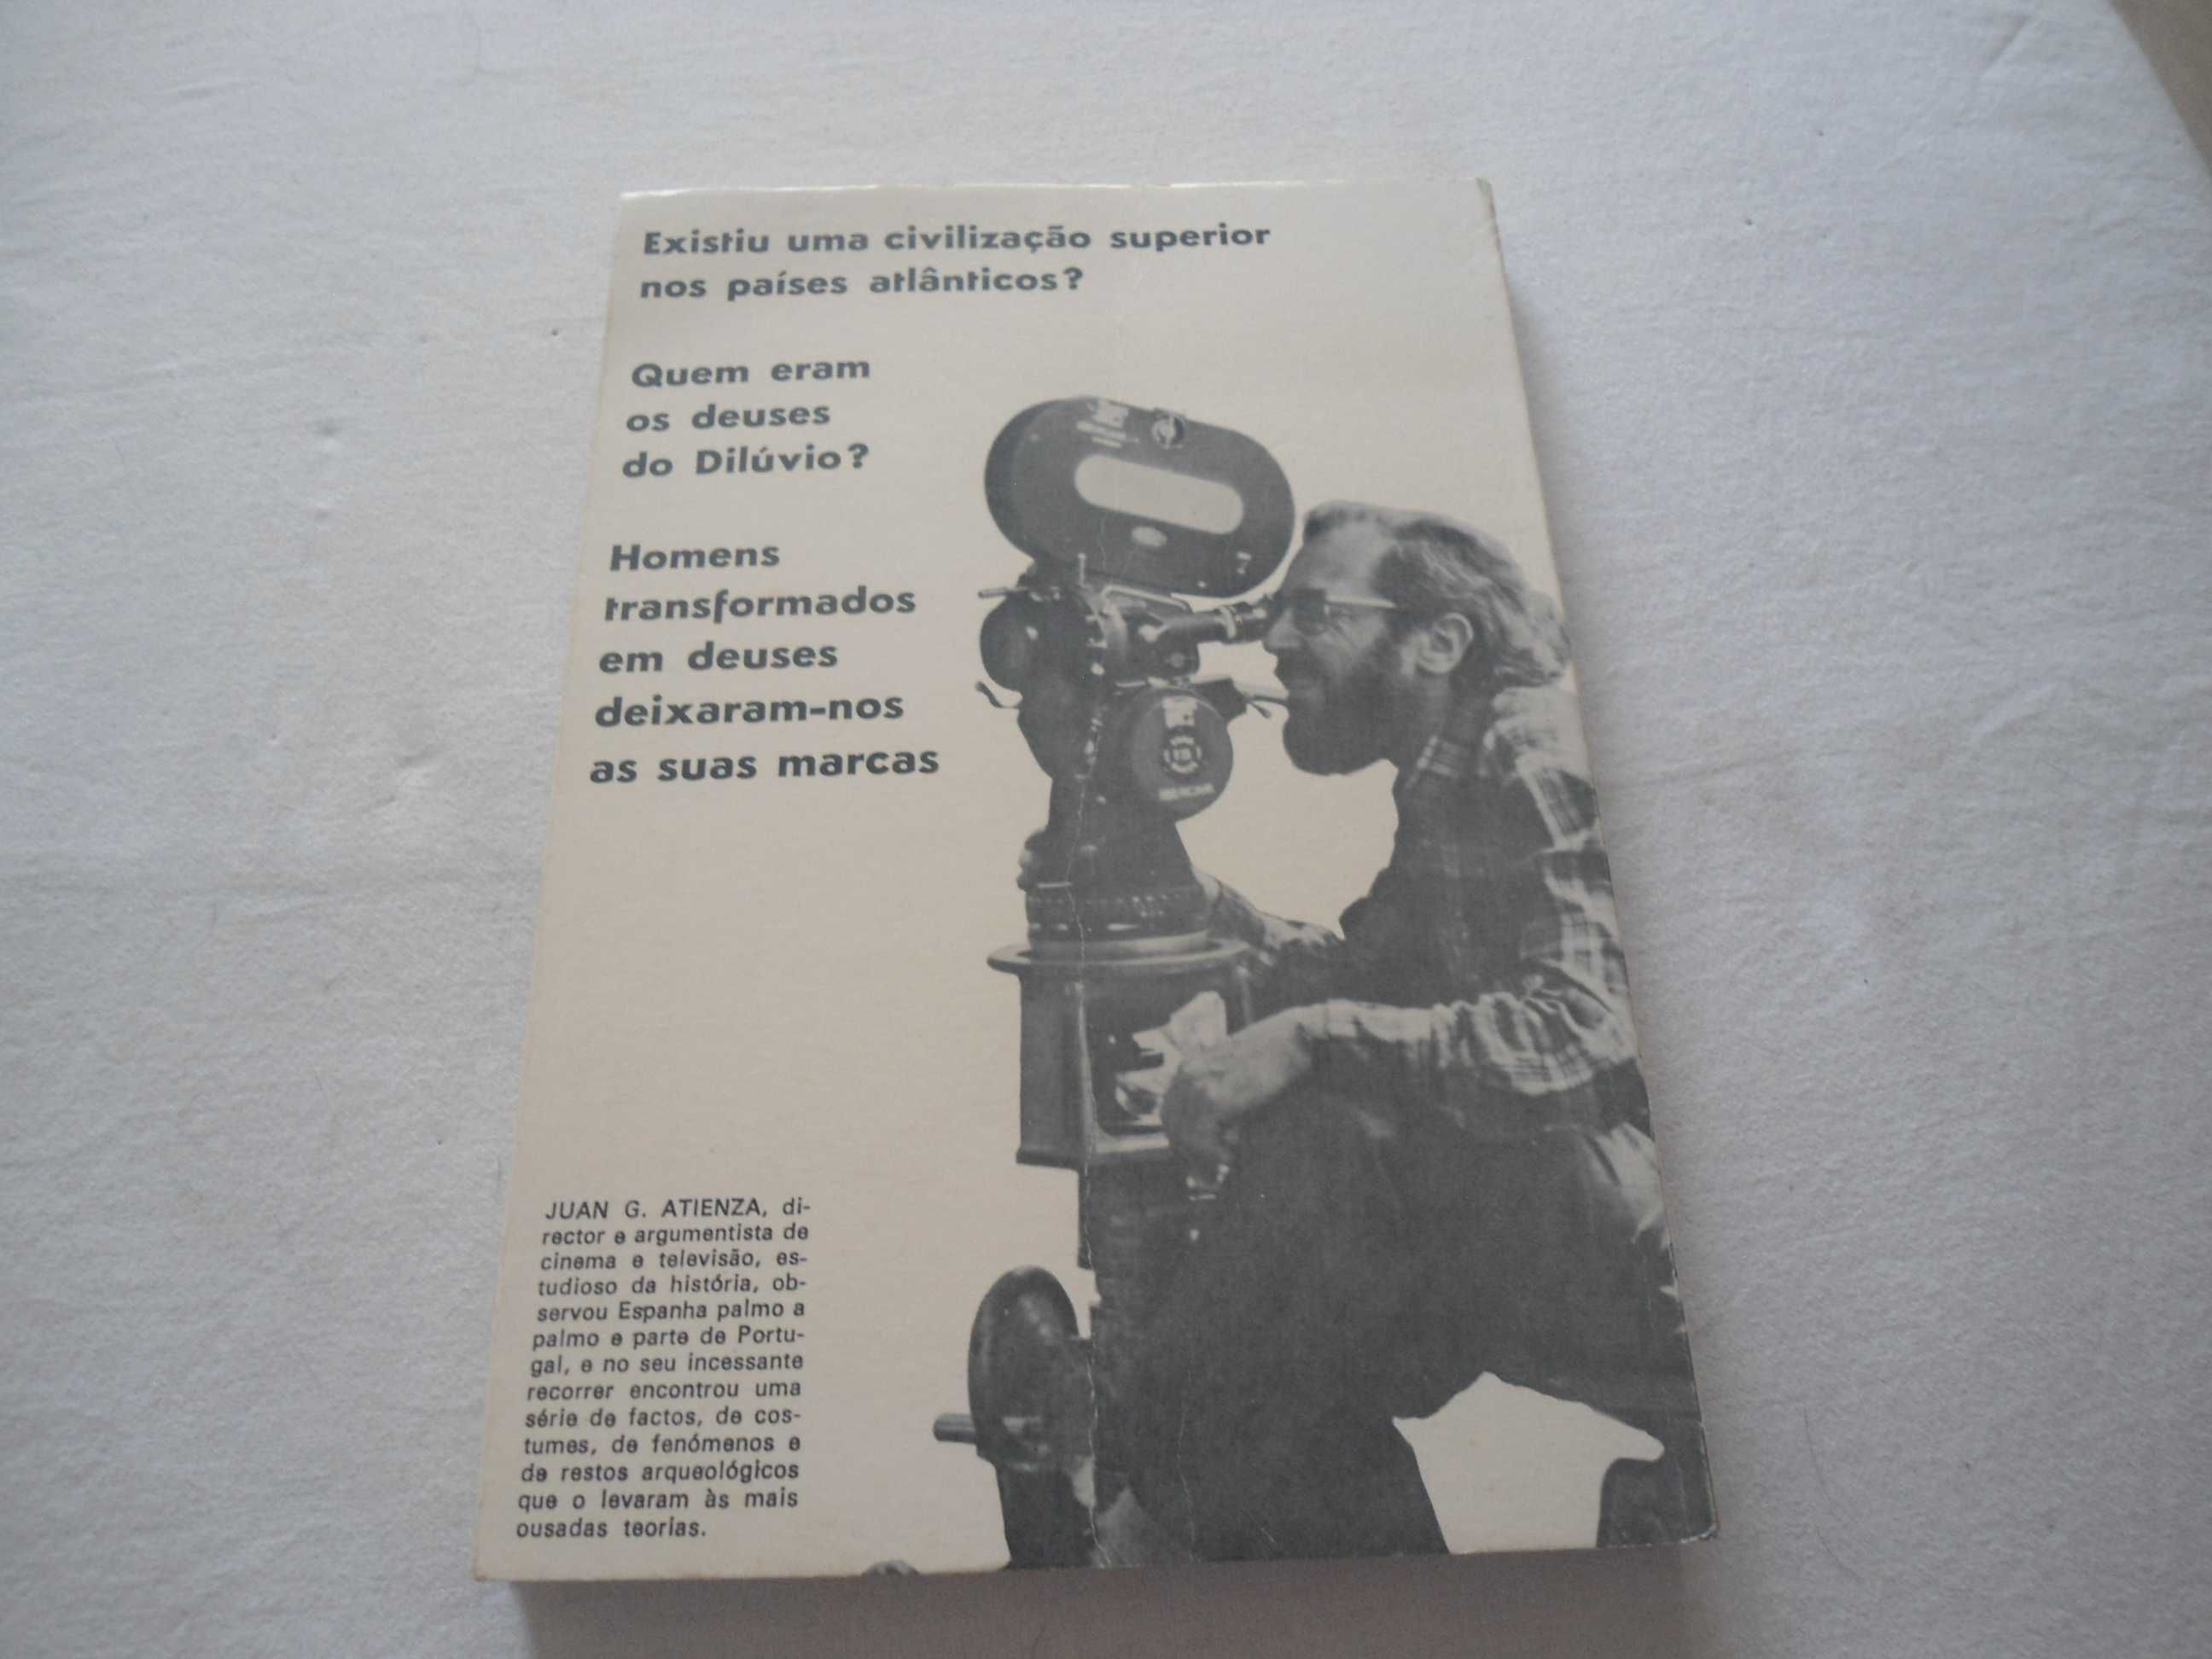 Existiu uma civilização superior
nos países atlânticos?
Quem eram
os deuses
do Dilúvio?
Homens
transformados
em deuses
deixaram-nos
as suas marcas
JUAN G. ATIENZA, di-
rector e argumentista de
cinema e televisão, es-
tudioso da história, ob-
servou Espanha palmo a
palmo e parte de Portu-
gal, e no seu incessante
recorrer encontrou uma
série de factos, de cos-
tumes, de fenómenos e
de restos arqueológicos
que o levaram às mais
ousadas teorias.